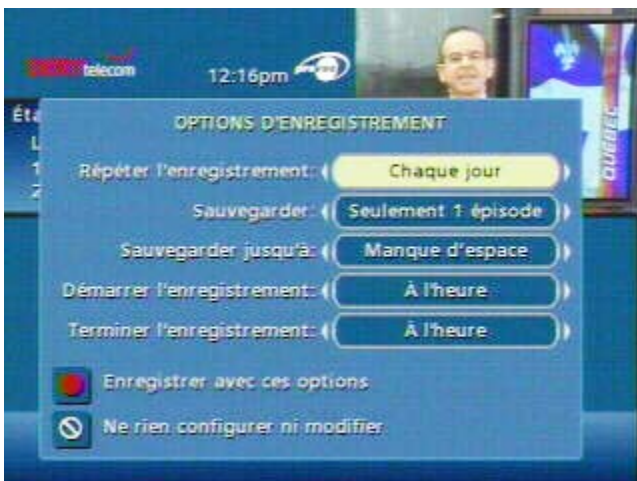 telecom
12:16pm
QUÉBEC
OPTIONS D'ENREGISTREMENT
Répéter l'enregistrement: Chaque jour
Sauvegarder: Seulement 1 épisode
Sauvegarder jusqu'à: Manque d'espace
Démarrer l'enregistrement: À l'heure
Terminer l'enregistrement: À l'heure
Enregistrer avec ces options
Ne rien configurer ni modifier